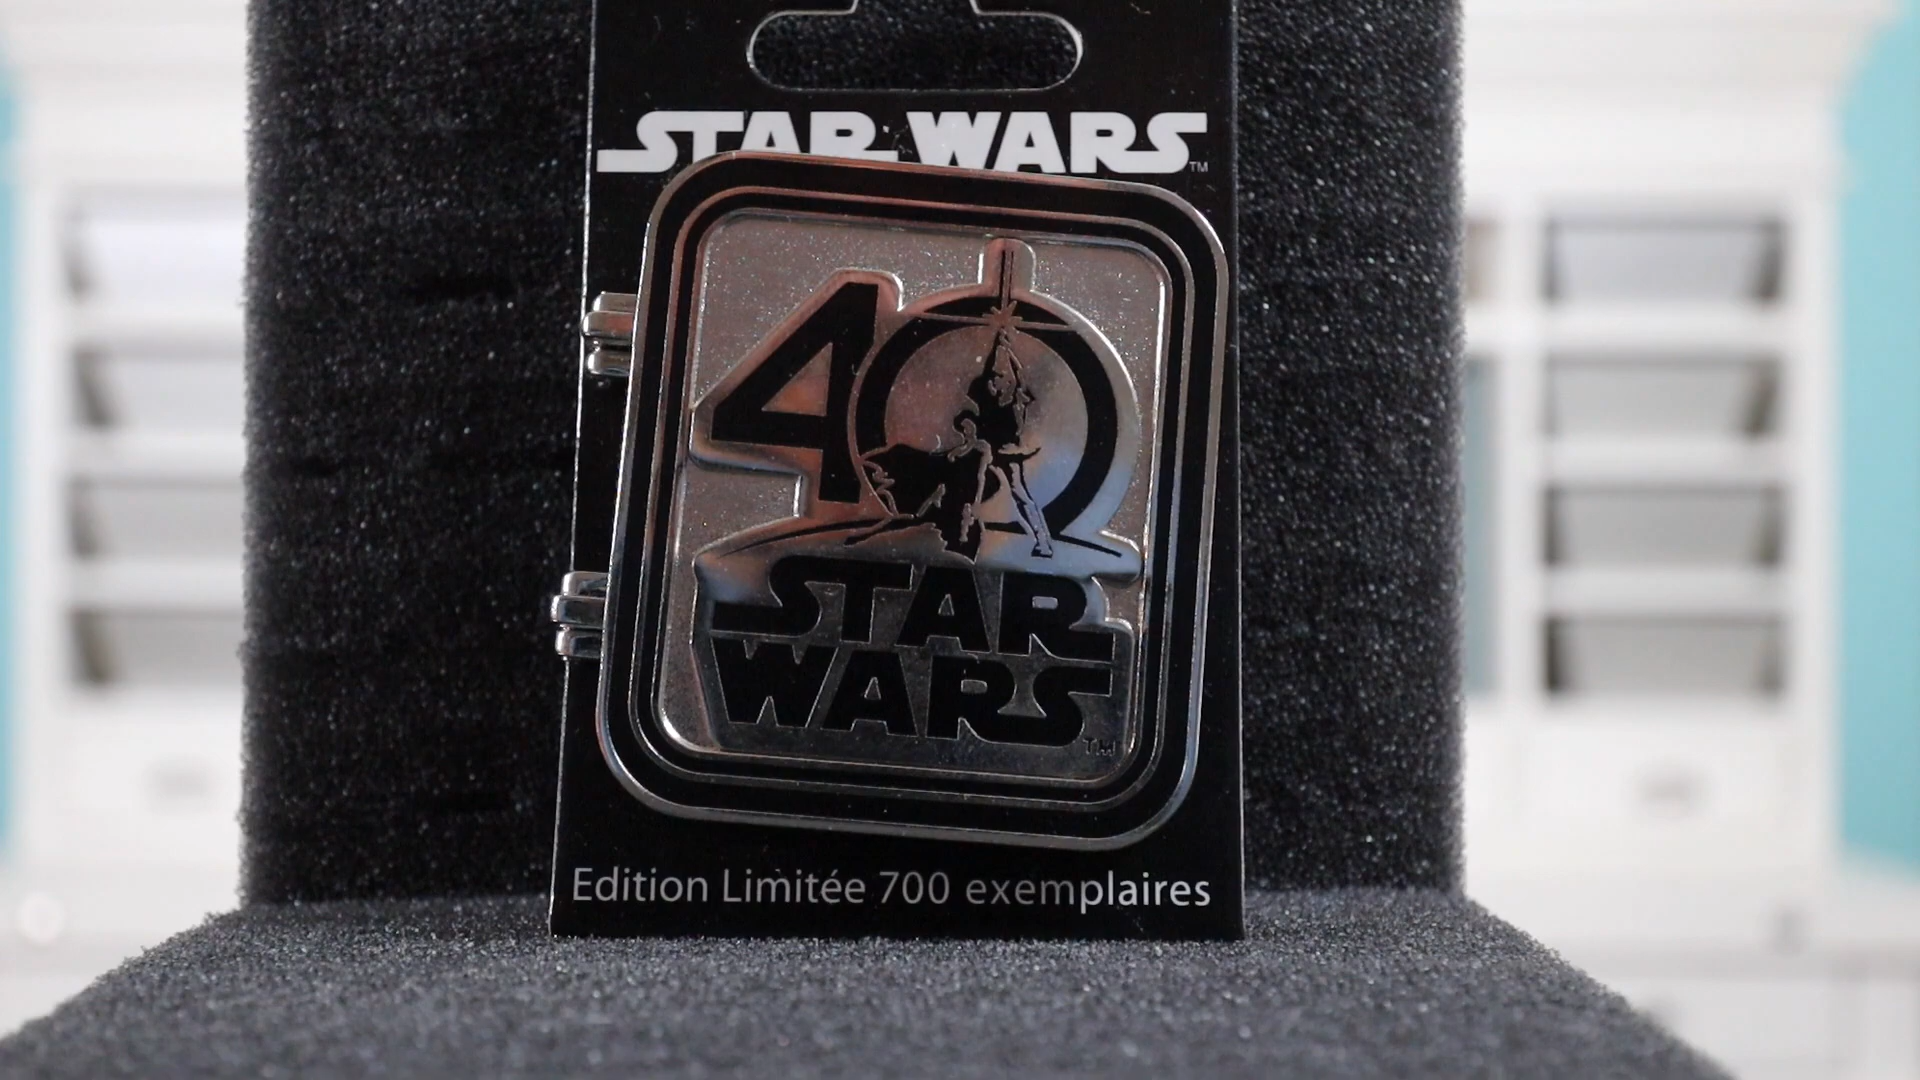 STAR WARS™
40
STAR
WARS™
Edition Limitée 700 exemplaires